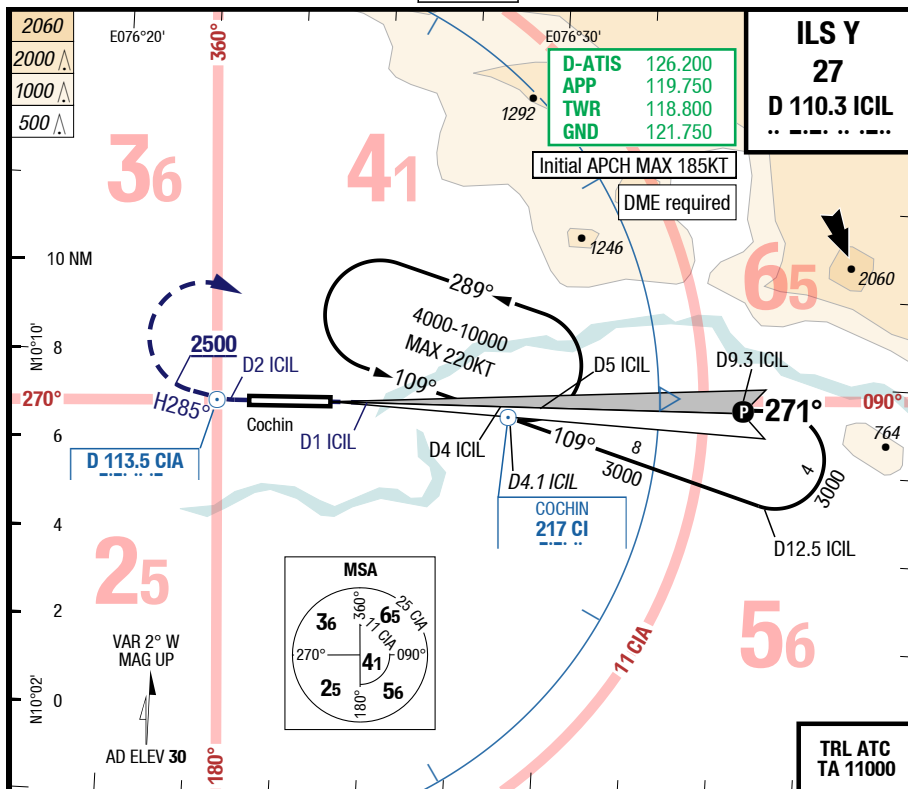 2060
2000
1000
500
E076°20'
E076°30'
360°
D-ATIS 126.200
APP 119.750
TWR 118.800
GND 121.750
ILS Y
27
D 110.3 ICIL
1292
Initial APCH MAX 185KT
DME required
36
41
65
1246
2060
10 NM
N10°10'
8
289°
4000-10000
MAX 220KT
109°
2500
D2 ICIL
D5 ICIL
D9.3 ICIL
270°
H285°
Cochin
D1 ICIL
D4 ICIL
P
271°
090°
6
D 113.5 CIA
D4.1 ICIL
109°
8
3000
4
3000
764
COCHIN
217 CI
D12.5 ICIL
4
25
MSA
36
65
360°
25 CIA
11 CIA
270°
090°
41
25
56
180°
2
11 CIA
56
VAR 2° W
MAG UP
N10°02'
0
AD ELEV 30
180°
TRL ATC
TA 11000